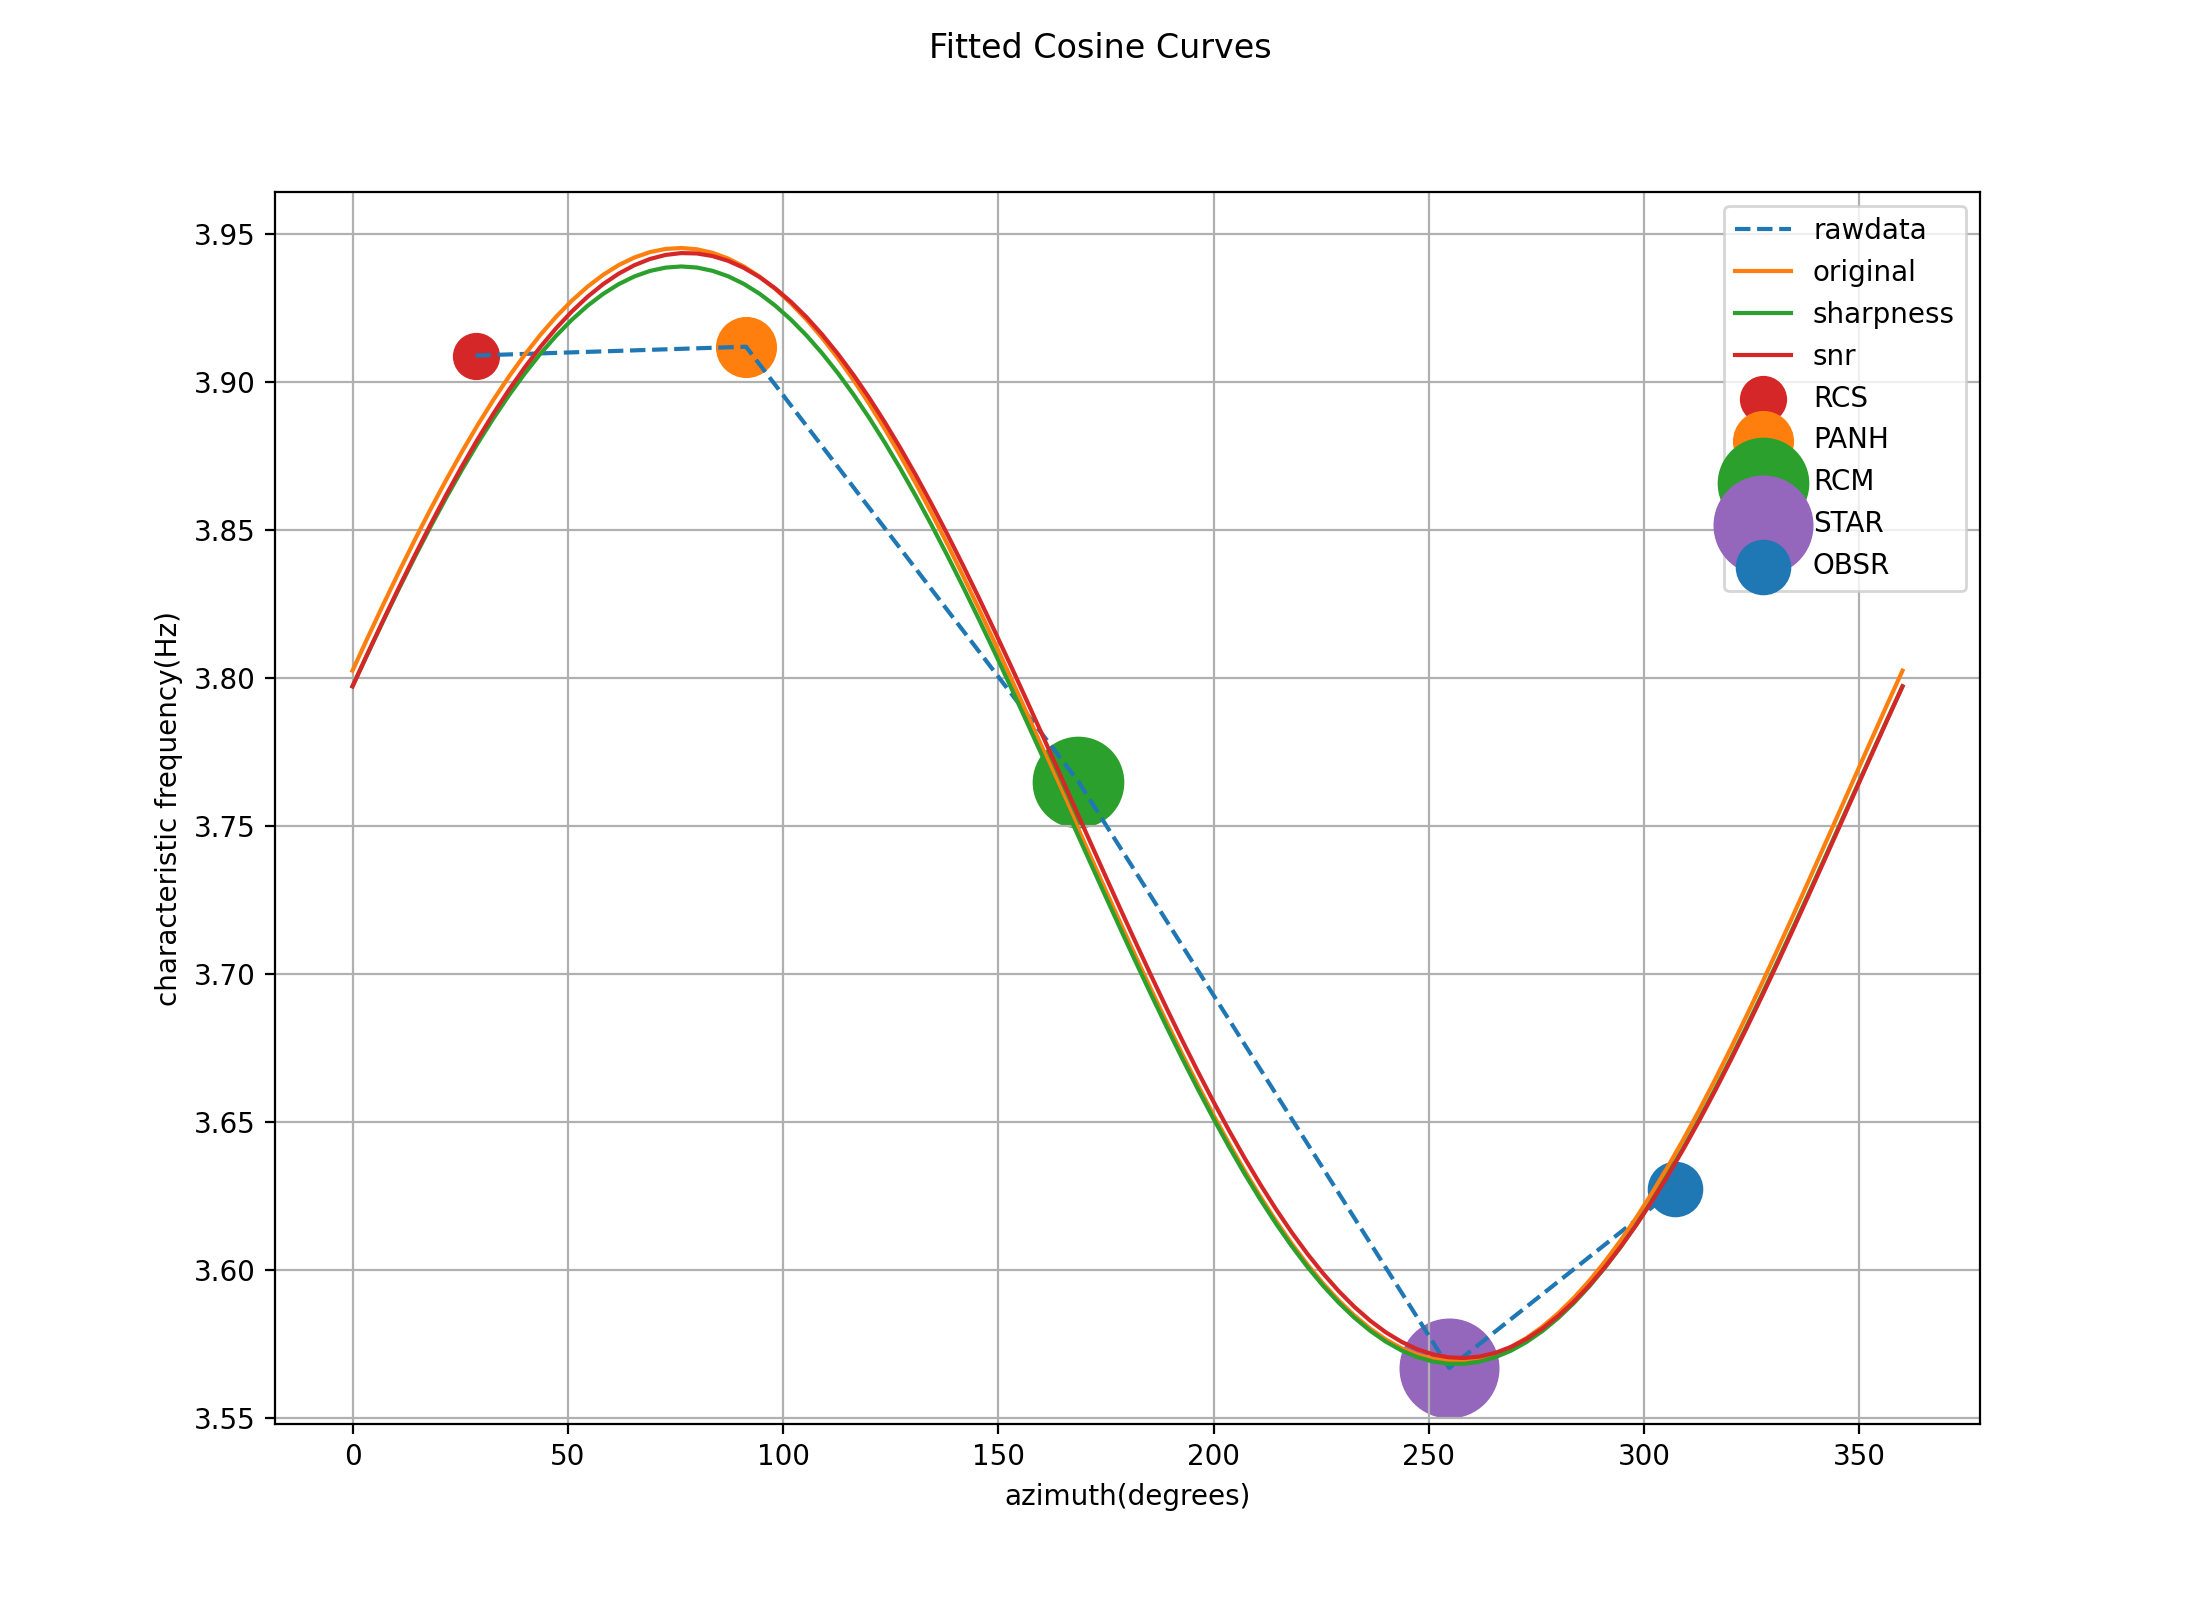 Fitted Cosine Curves
3.95
3.90
3.85
3.80
3.75
3.70
3.65
3.60
3.55
characteristic frequency(Hz)
rawdata
original
sharpness
snr
RCS
PANH
RCM
STAR
OBSR
0 50 100 150 200 250 300 350
azimuth(degrees)